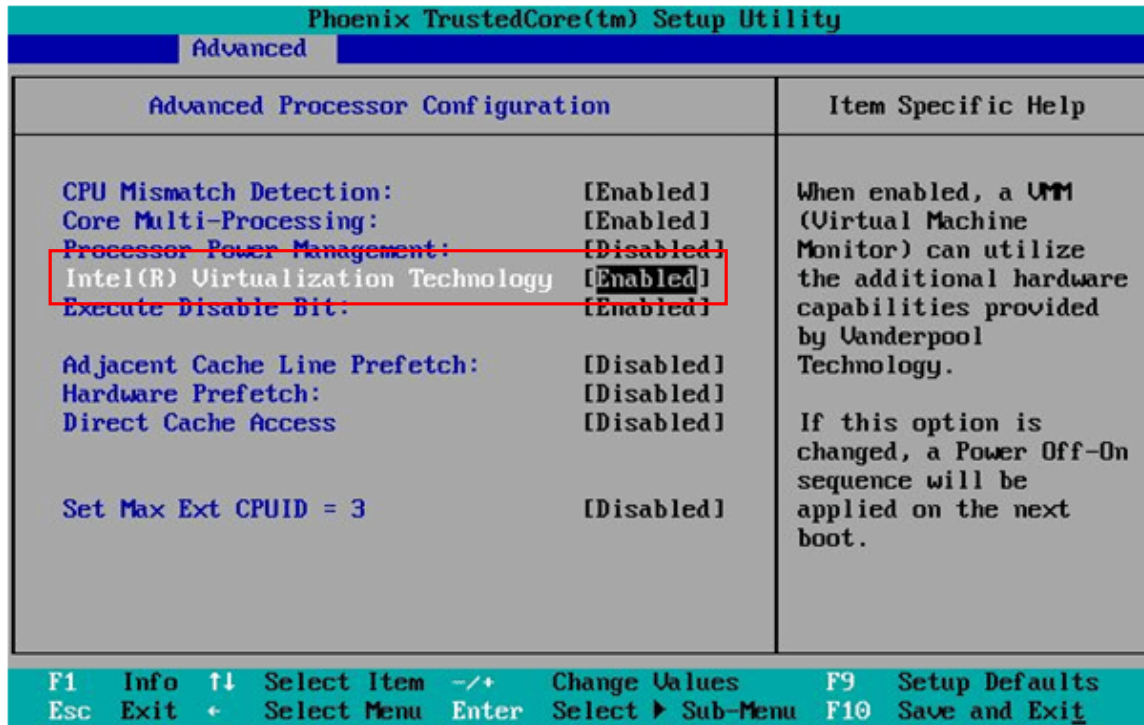 Phoenix TrustedCore(tm) Setup Utility
Advanced
Advanced Processor Configuration
Item Specific Help
CPU Mismatch Detection: [Enabled]
Core Multi-Processing: [Enabled]
Processor Power Management: [Disabled]
Intel(R) Virtualization Technology [Enabled]
Execute Disable Bit: [Enabled]
Adjacent Cache Line Prefetch: [Disabled]
Hardware Prefetch: [Disabled]
Direct Cache Access [Disabled]
Set Max Ext CPUID = 3 [Disabled]
When enabled, a VMM
(Virtual Machine
Monitor) can utilize
the additional hardware
capabilities provided
by Vanderpool
Technology.
If this option is
changed, a Power Off-On
sequence will be
applied on the next
boot.
F1 Info ↑↓ Select Item -/+ Change Values F9 Setup Defaults
Esc Exit ← Select Menu Enter Select ▶ Sub-Menu F10 Save and Exit